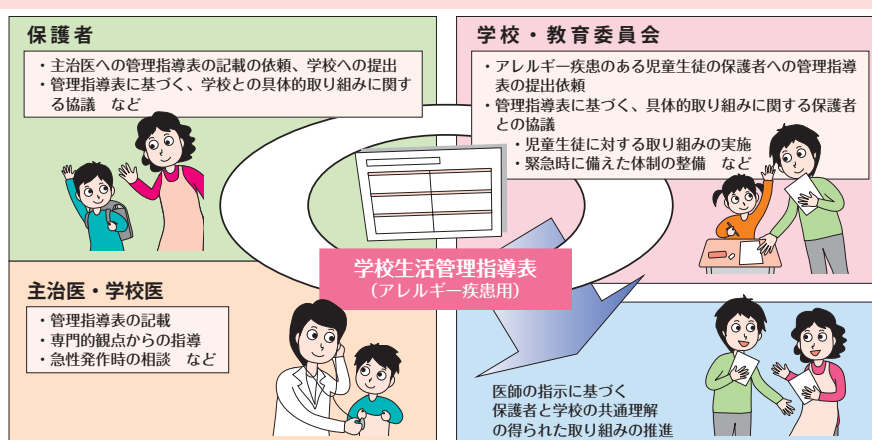 保護者
・主治医への管理指導表の記載の依頼、学校への提出
・管理指導表に基づく、学校との具体的取り組みに関す
る協議　など
学校・教育委員会
・アレルギー疾患のある児童生徒の保護者への管理指導
表の提出依頼
・管理指導表に基づく、具体的取り組みに関する保護者
との協議
・児童生徒に対する取り組みの実施
・緊急時に備えた体制の整備　など
学校生活管理指導表
（アレルギー疾患用）
主治医・学校医
・管理指導表の記載
・専門的観点からの指導
・急性発作時の相談　など
医師の指示に基づく
保護者と学校の共通理解
の得られた取り組みの推進